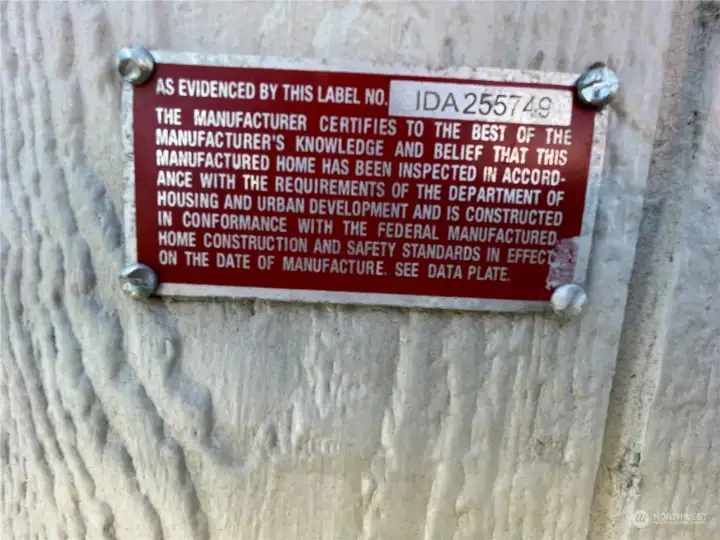 AS EVIDENCED BY THIS LABEL NO. IDA255749
THE MANUFACTURER CERTIFIES TO THE BEST OF THE
MANUFACTURER'S KNOWLEDGE AND BELIEF THAT THIS
MANUFACTURED HOME HAS BEEN INSPECTED IN ACCORD-
ANCE WITH THE REQUIREMENTS OF THE DEPARTMENT OF
HOUSING AND URBAN DEVELOPMENT AND IS CONSTRUCTED
IN CONFORMANCE WITH THE FEDERAL MANUFACTURED
HOME CONSTRUCTION AND SAFETY STANDARDS IN EFFECT
ON THE DATE OF MANUFACTURE. SEE DATA PLATE.
NORTHWEST